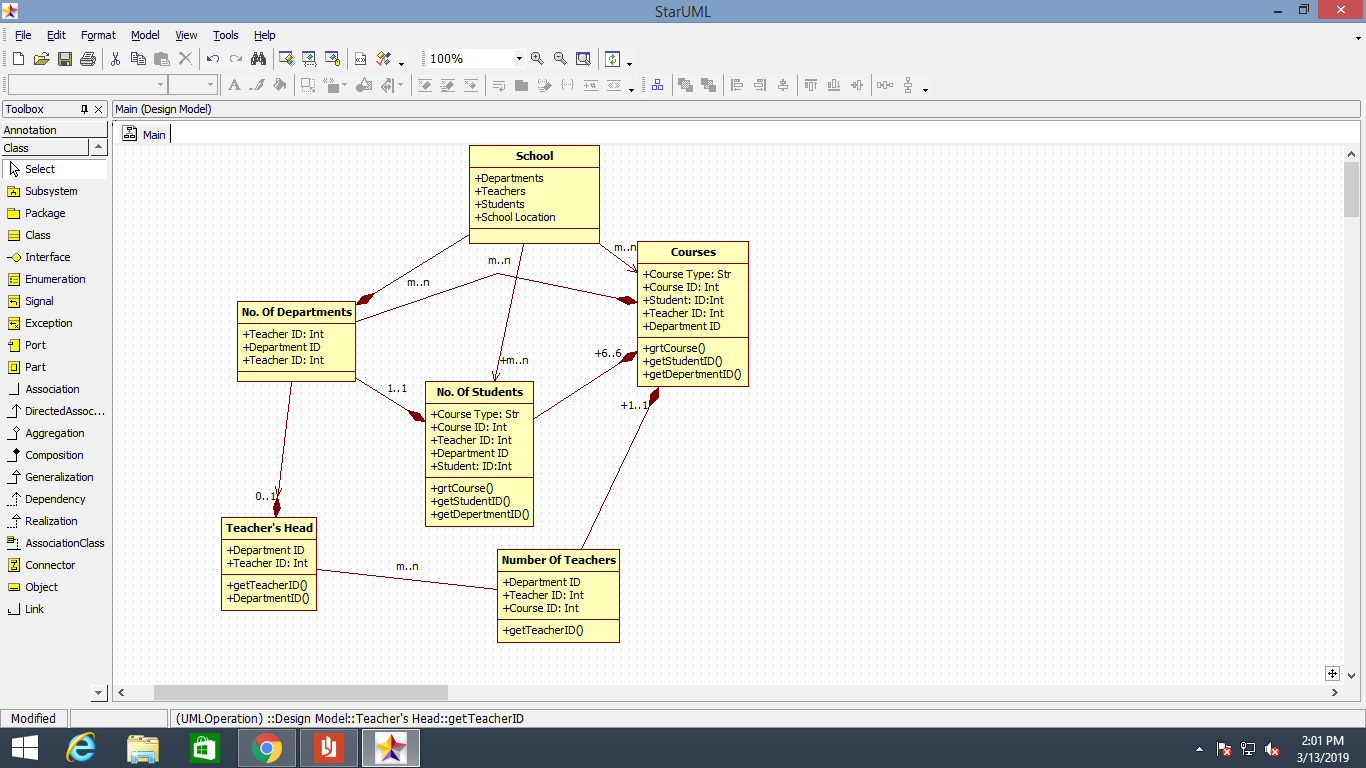 StarUML
File Edit Format Model View Tools Help
100%
Toolbox
Main (Design Model)
Annotation
Class
Main
Select
Subsystem
Package
Class
Interface
Enumeration
Signal
Exception
Port
Part
Association
DirectedAssoc...
Aggregation
Composition
Generalization
Dependency
Realization
AssociationClass
Connector
Object
Link
School
+Departments
+Teachers
+Students
+School Location
m..n
m..n
m..n
Courses
+Course Type: Str
+Course ID: Int
+Student: ID:Int
+Teacher ID: Int
+Department ID
+grtCourse()
+getStudentID()
+getDepertmentID()
No. Of Departments
+Teacher ID: Int
+Department ID
+Teacher ID: Int
+m..n
+6..6
1..1
+1..1
No. Of Students
+Course Type: Str
+Course ID: Int
+Teacher ID: Int
+Department ID
+Student: ID:Int
+grtCourse()
+getStudentID()
+getDepertmentID()
0..1
Teacher's Head
+Department ID
+Teacher ID: Int
+getTeacherID()
+DepartmentID()
m..n
Number Of Teachers
+Department ID
+Teacher ID: Int
+Course ID: Int
+getTeacherID()
Modified
(UMLOperation) ::Design Model::Teacher's Head::getTeacherID
2:01 PM
3/13/2019